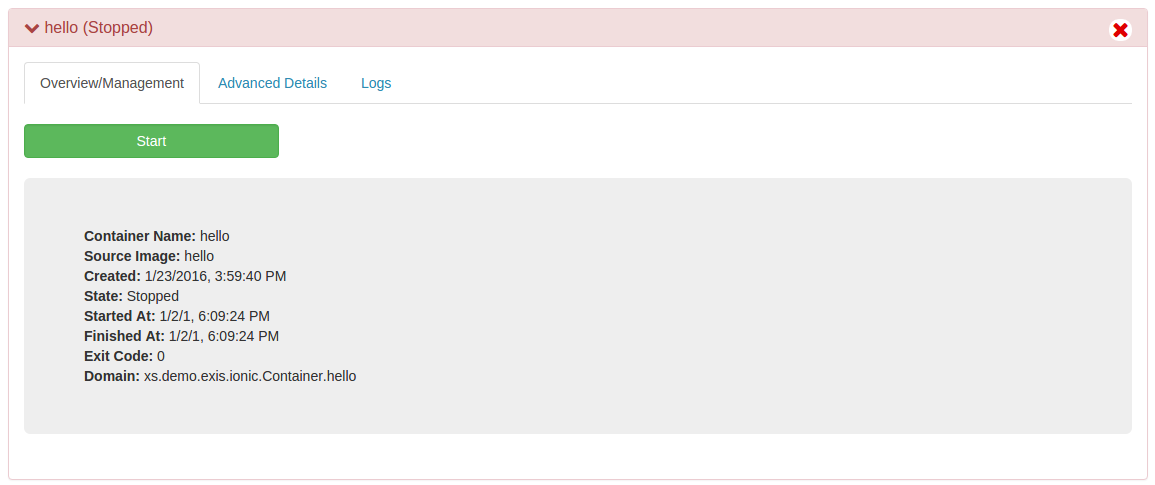 hello (Stopped)
Overview/Management Advanced Details Logs
Start
Container Name: hello
Source Image: hello
Created: 1/23/2016, 3:59:40 PM
State: Stopped
Started At: 1/2/1, 6:09:24 PM
Finished At: 1/2/1, 6:09:24 PM
Exit Code: 0
Domain: xs.demo.exis.ionic.Container.hello